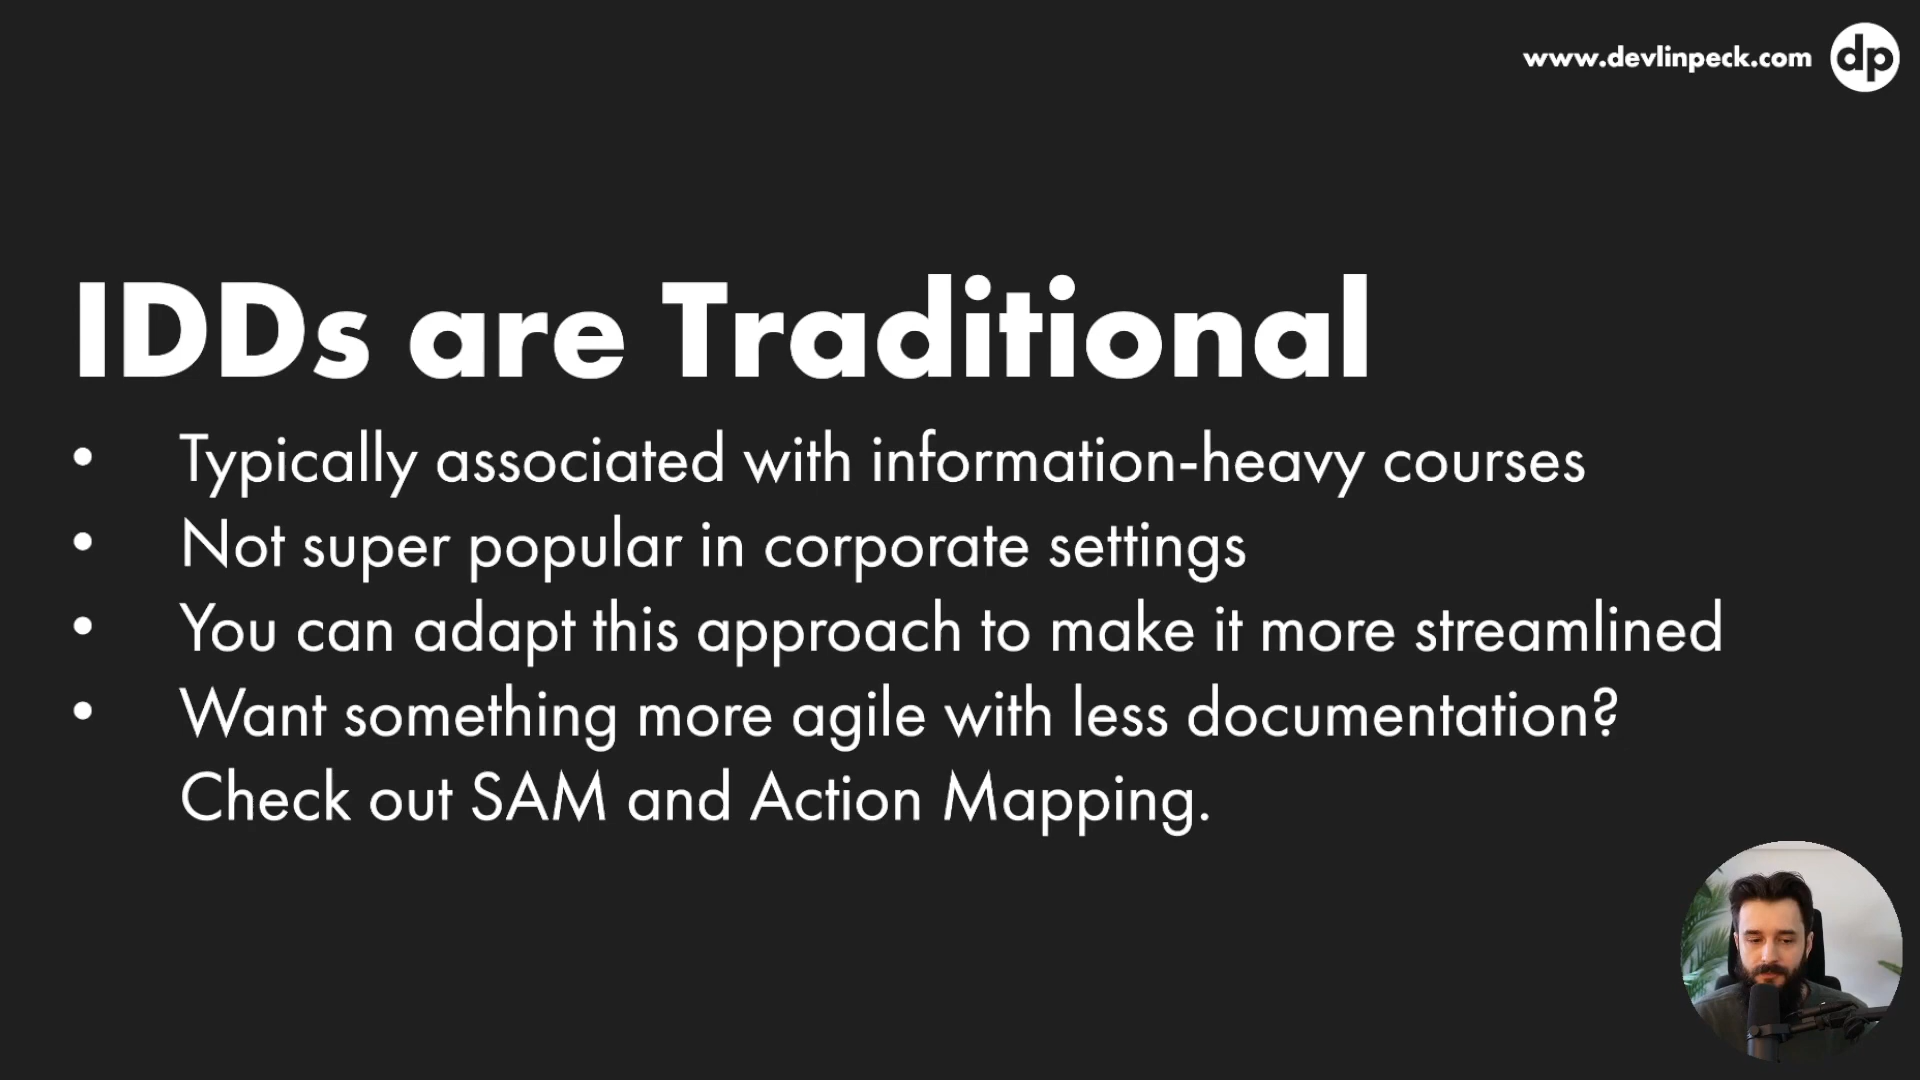 www.devlinpeck.com dp
IDDs are Traditional
• Typically associated with information-heavy courses
• Not super popular in corporate settings
• You can adapt this approach to make it more streamlined
• Want something more agile with less documentation?
Check out SAM and Action Mapping.